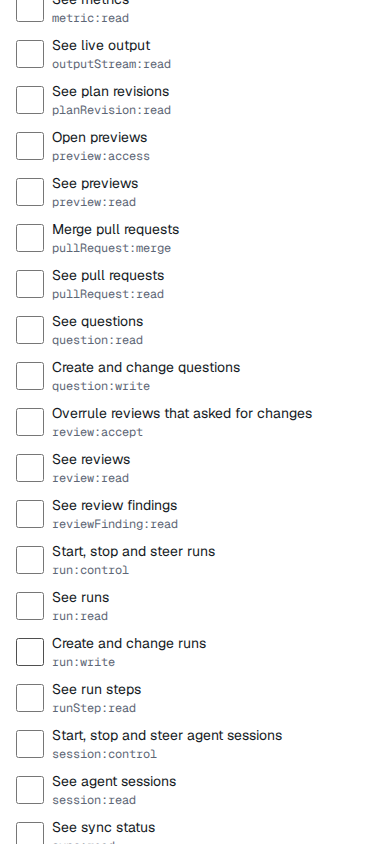 See metrics
metric:read
See live output
outputStream:read
See plan revisions
planRevision:read
Open previews
preview:access
See previews
preview:read
Merge pull requests
pullRequest:merge
See pull requests
pullRequest:read
See questions
question:read
Create and change questions
question:write
Overrule reviews that asked for changes
review:accept
See reviews
review:read
See review findings
reviewFinding:read
Start, stop and steer runs
run:control
See runs
run:read
Create and change runs
run:write
See run steps
runStep:read
Start, stop and steer agent sessions
session:control
See agent sessions
session:read
See sync status